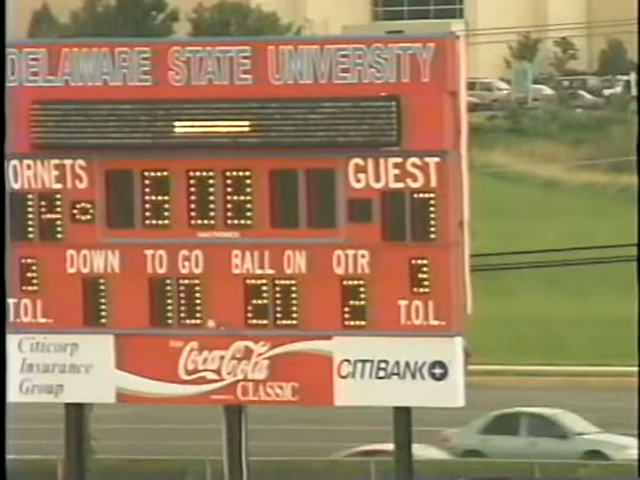 DELAWARE STATE UNIVERSITY
ORNETS 6 08 GUEST
14 7
3 DOWN TO GO BALL ON QTR 3
T.O.L. 1 10 20 2 T.O.L.
Citicorp
Insurance
Group
Coca-Cola
CLASSIC
CITIBANK